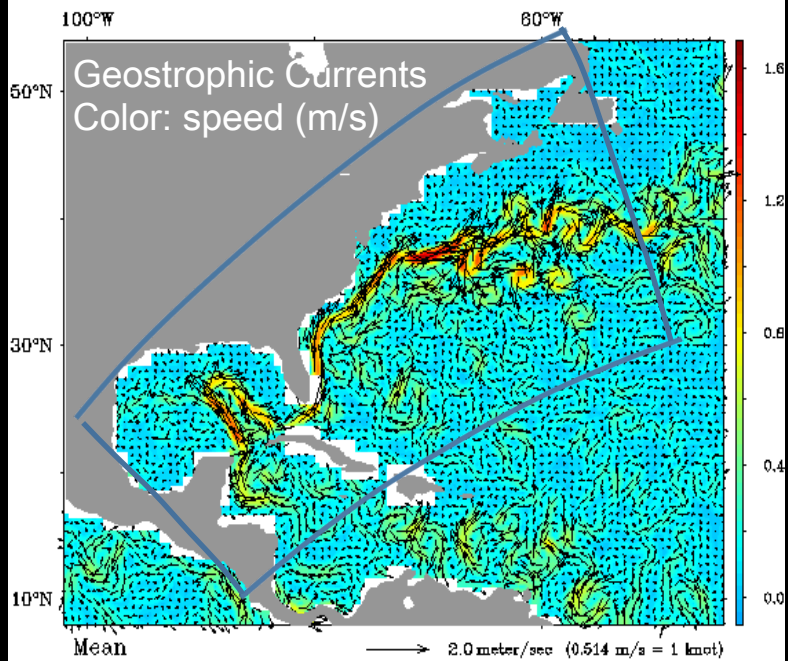 100°W 60°W
Geostrophic Currents
Color: speed (m/s)
50°N
30°N
10°N
1.6
1.2
0.8
0.4
0.0
Mean
2.0 meter/sec (0.514 m/s = 1 knot)